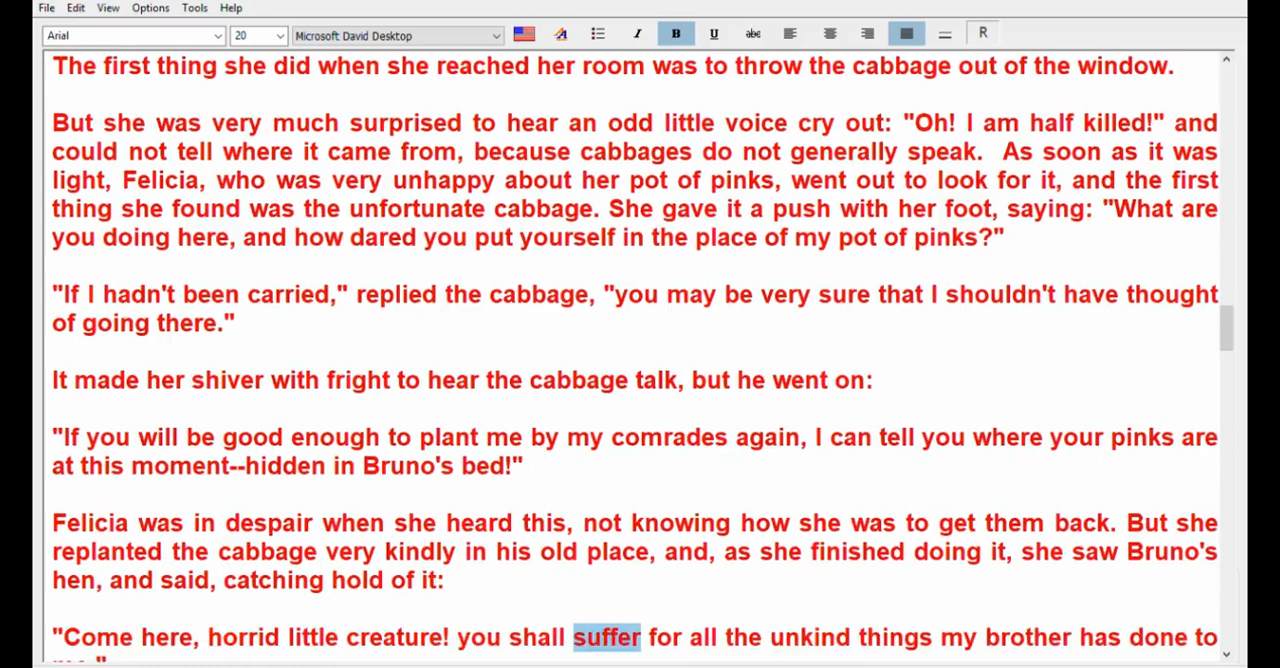 File Edit View Options Tools Help
Arial 20 Microsoft David Desktop I B U abc R
The first thing she did when she reached her room was to throw the cabbage out of the window.
But she was very much surprised to hear an odd little voice cry out: "Oh! I am half killed!" and
could not tell where it came from, because cabbages do not generally speak.  As soon as it was
light, Felicia, who was very unhappy about her pot of pinks, went out to look for it, and the first
thing she found was the unfortunate cabbage. She gave it a push with her foot, saying: "What are
you doing here, and how dared you put yourself in the place of my pot of pinks?"
"If I hadn't been carried," replied the cabbage, "you may be very sure that I shouldn't have thought
of going there."
It made her shiver with fright to hear the cabbage talk, but he went on:
"If you will be good enough to plant me by my comrades again, I can tell you where your pinks are
at this moment--hidden in Bruno's bed!"
Felicia was in despair when she heard this, not knowing how she was to get them back. But she
replanted the cabbage very kindly in his old place, and, as she finished doing it, she saw Bruno's
hen, and said, catching hold of it:
"Come here, horrid little creature! you shall suffer for all the unkind things my brother has done to